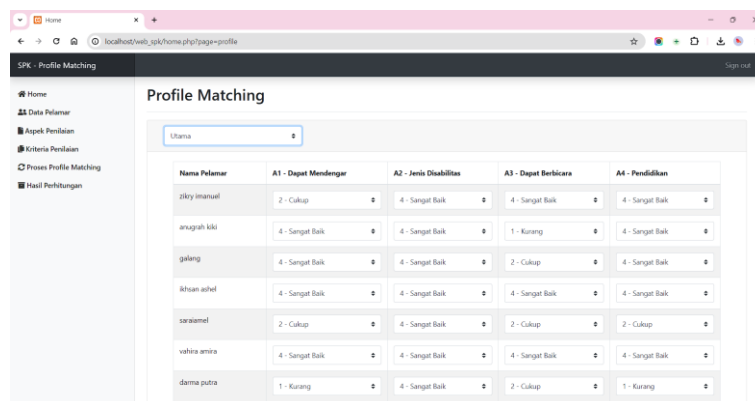 Home
localhost/web_spk/home.php?page=profile
SPK - Profile Matching
Sign out
Home
Data Pelamar
Aspek Penilaian
Kriteria Penilaian
Proses Profile Matching
Hasil Perhitungan
Profile Matching
Utama
Nama Pelamar A1 - Dapat Mendengar A2 - Jenis Disabilitas A3 - Dapat Berbicara A4 - Pendidikan
zikry imanuel 2 - Cukup 4 - Sangat Baik 4 - Sangat Baik 4 - Sangat Baik
anugrah kiki 4 - Sangat Baik 4 - Sangat Baik 1 - Kurang 4 - Sangat Baik
galang 4 - Sangat Baik 4 - Sangat Baik 2 - Cukup 4 - Sangat Baik
ikhsan ashel 4 - Sangat Baik 4 - Sangat Baik 4 - Sangat Baik 4 - Sangat Baik
saraiamel 2 - Cukup 4 - Sangat Baik 2 - Cukup 2 - Cukup
vahira amira 4 - Sangat Baik 4 - Sangat Baik 4 - Sangat Baik 4 - Sangat Baik
darma putra 1 - Kurang 4 - Sangat Baik 2 - Cukup 1 - Kurang